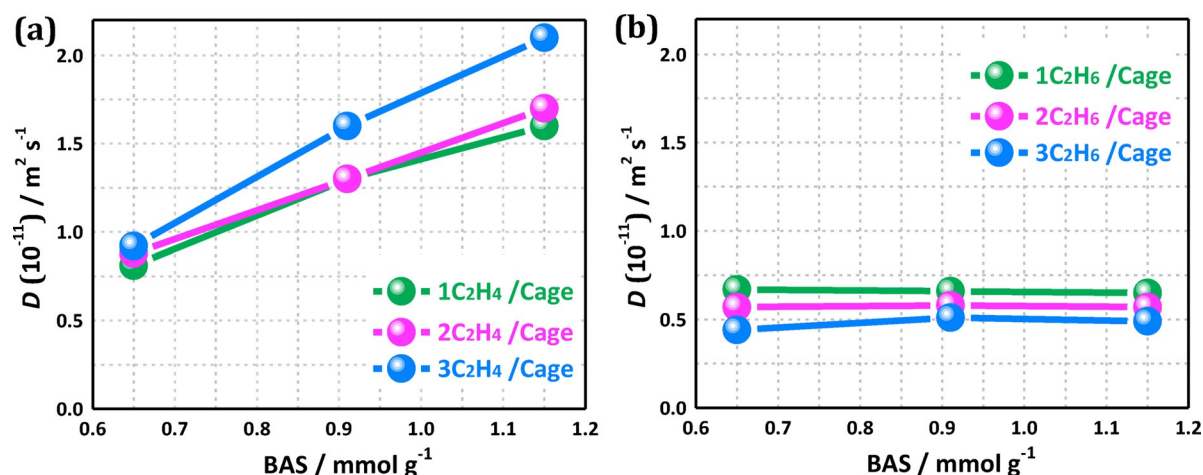 (a)
D (10⁻¹¹) / m² s⁻¹
2.0
1.5
1.0
0.5
0.0
1C₂H₄ /Cage
2C₂H₄ /Cage
3C₂H₄ /Cage
0.6 0.7 0.8 0.9 1.0 1.1 1.2
BAS / mmol g⁻¹
(b)
D (10⁻¹¹) / m² s⁻¹
2.0
1.5
1.0
0.5
0.0
1C₂H₆ /Cage
2C₂H₆ /Cage
3C₂H₆ /Cage
0.6 0.7 0.8 0.9 1.0 1.1 1.2
BAS / mmol g⁻¹